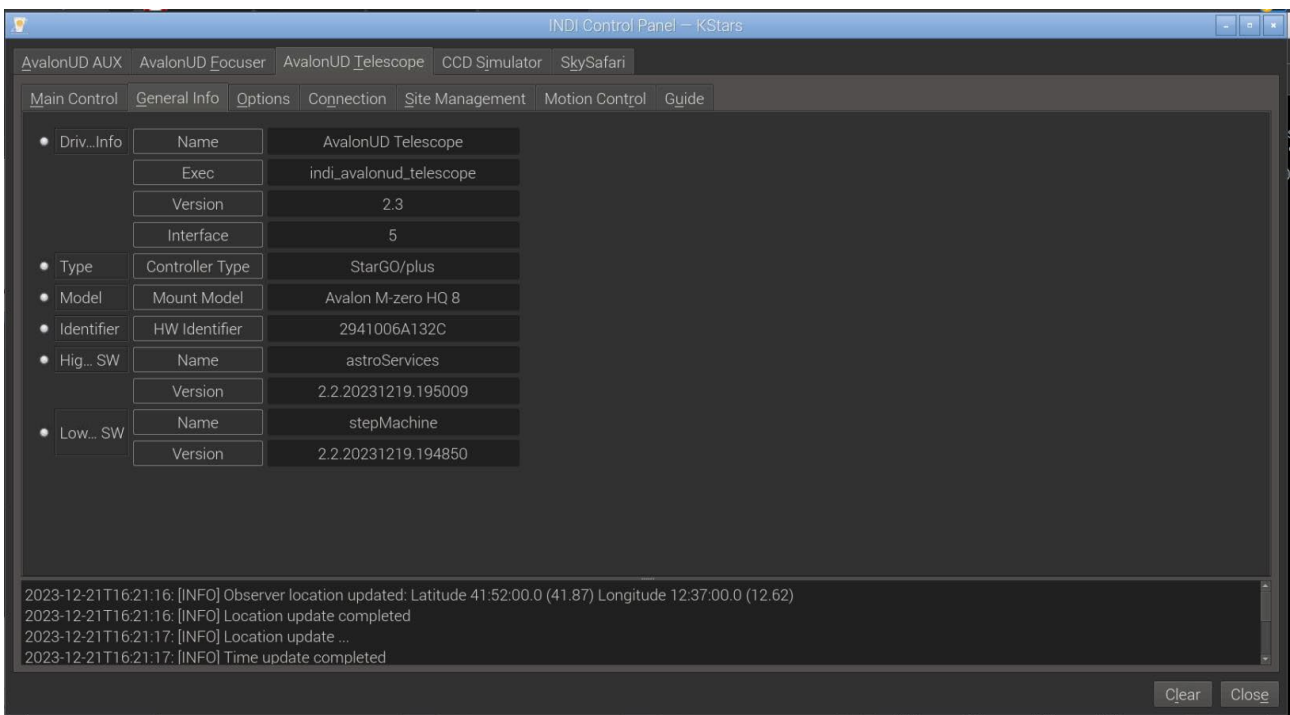 INDI Control Panel — KStars
AvalonUD AUX AvalonUD Focuser AvalonUD Telescope CCD Simulator SkySafari
Main Control General Info Options Connection Site Management Motion Control Guide
Driv...Info Name AvalonUD Telescope
Exec indi_avalonud_telescope
Version 2.3
Interface 5
Type Controller Type StarGO/plus
Model Mount Model Avalon M-zero HQ 8
Identifier HW Identifier 2941006A132C
Hig... SW Name astroServices
Version 2.2.20231219.195009
Low... SW Name stepMachine
Version 2.2.20231219.194850
2023-12-21T16:21:16: [INFO] Observer location updated: Latitude 41:52:00.0 (41.87) Longitude 12:37:00.0 (12.62)
2023-12-21T16:21:16: [INFO] Location update completed
2023-12-21T16:21:17: [INFO] Location update ...
2023-12-21T16:21:17: [INFO] Time update completed
Clear Close